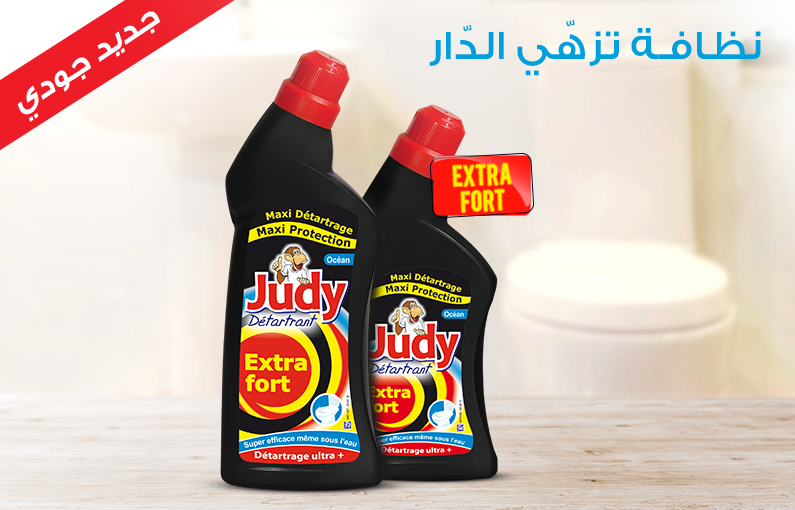 جديد جودي
نظافة تزهّي الدّار
EXTRA
FORT
Maxi Détartrage
Maxi Protection
Océan
Judy
Détartrant
Extra
fort
Super efficace même sous l'eau
Détartrage ultra +
Maxi Détartrage
Maxi Protection
Océan
Judy
Détartrant
Extra
fort
Super efficace même sous l'eau
Détartrage ultra +